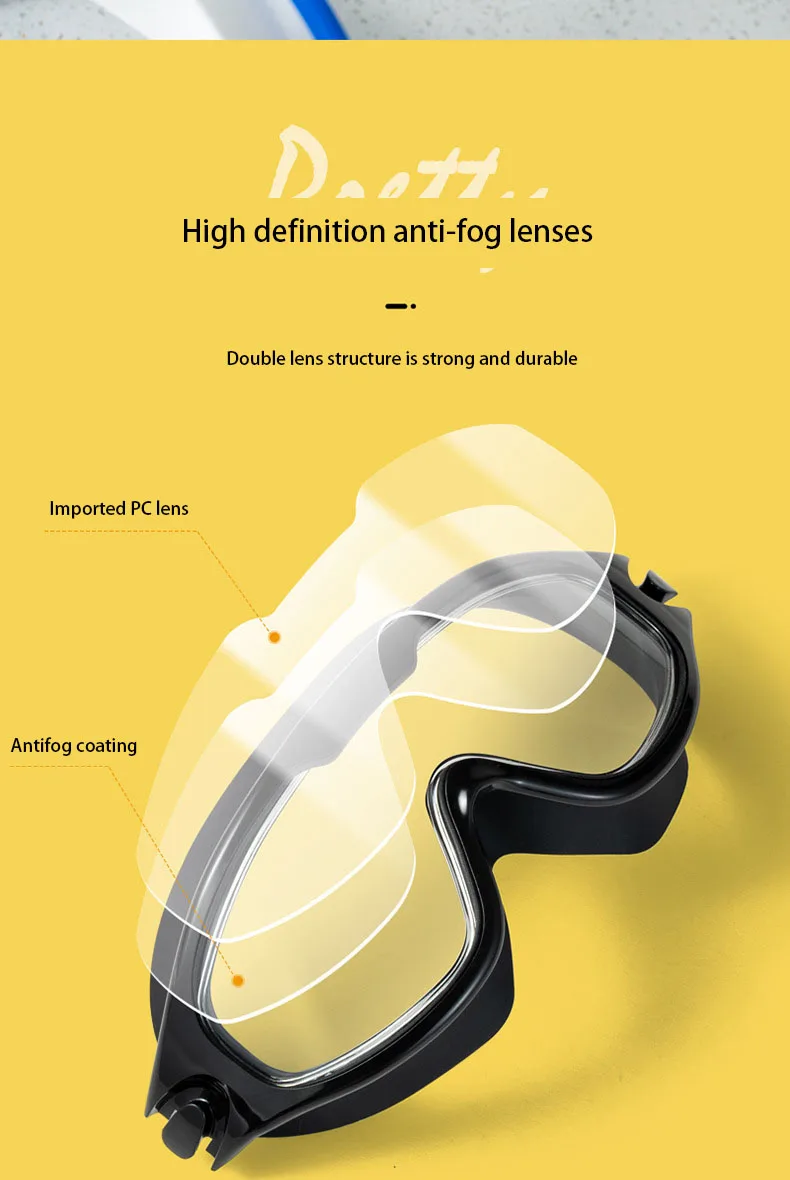 High definition anti-fog lenses
Double lens structure is strong and durable
Imported PC lens
Antifog coating